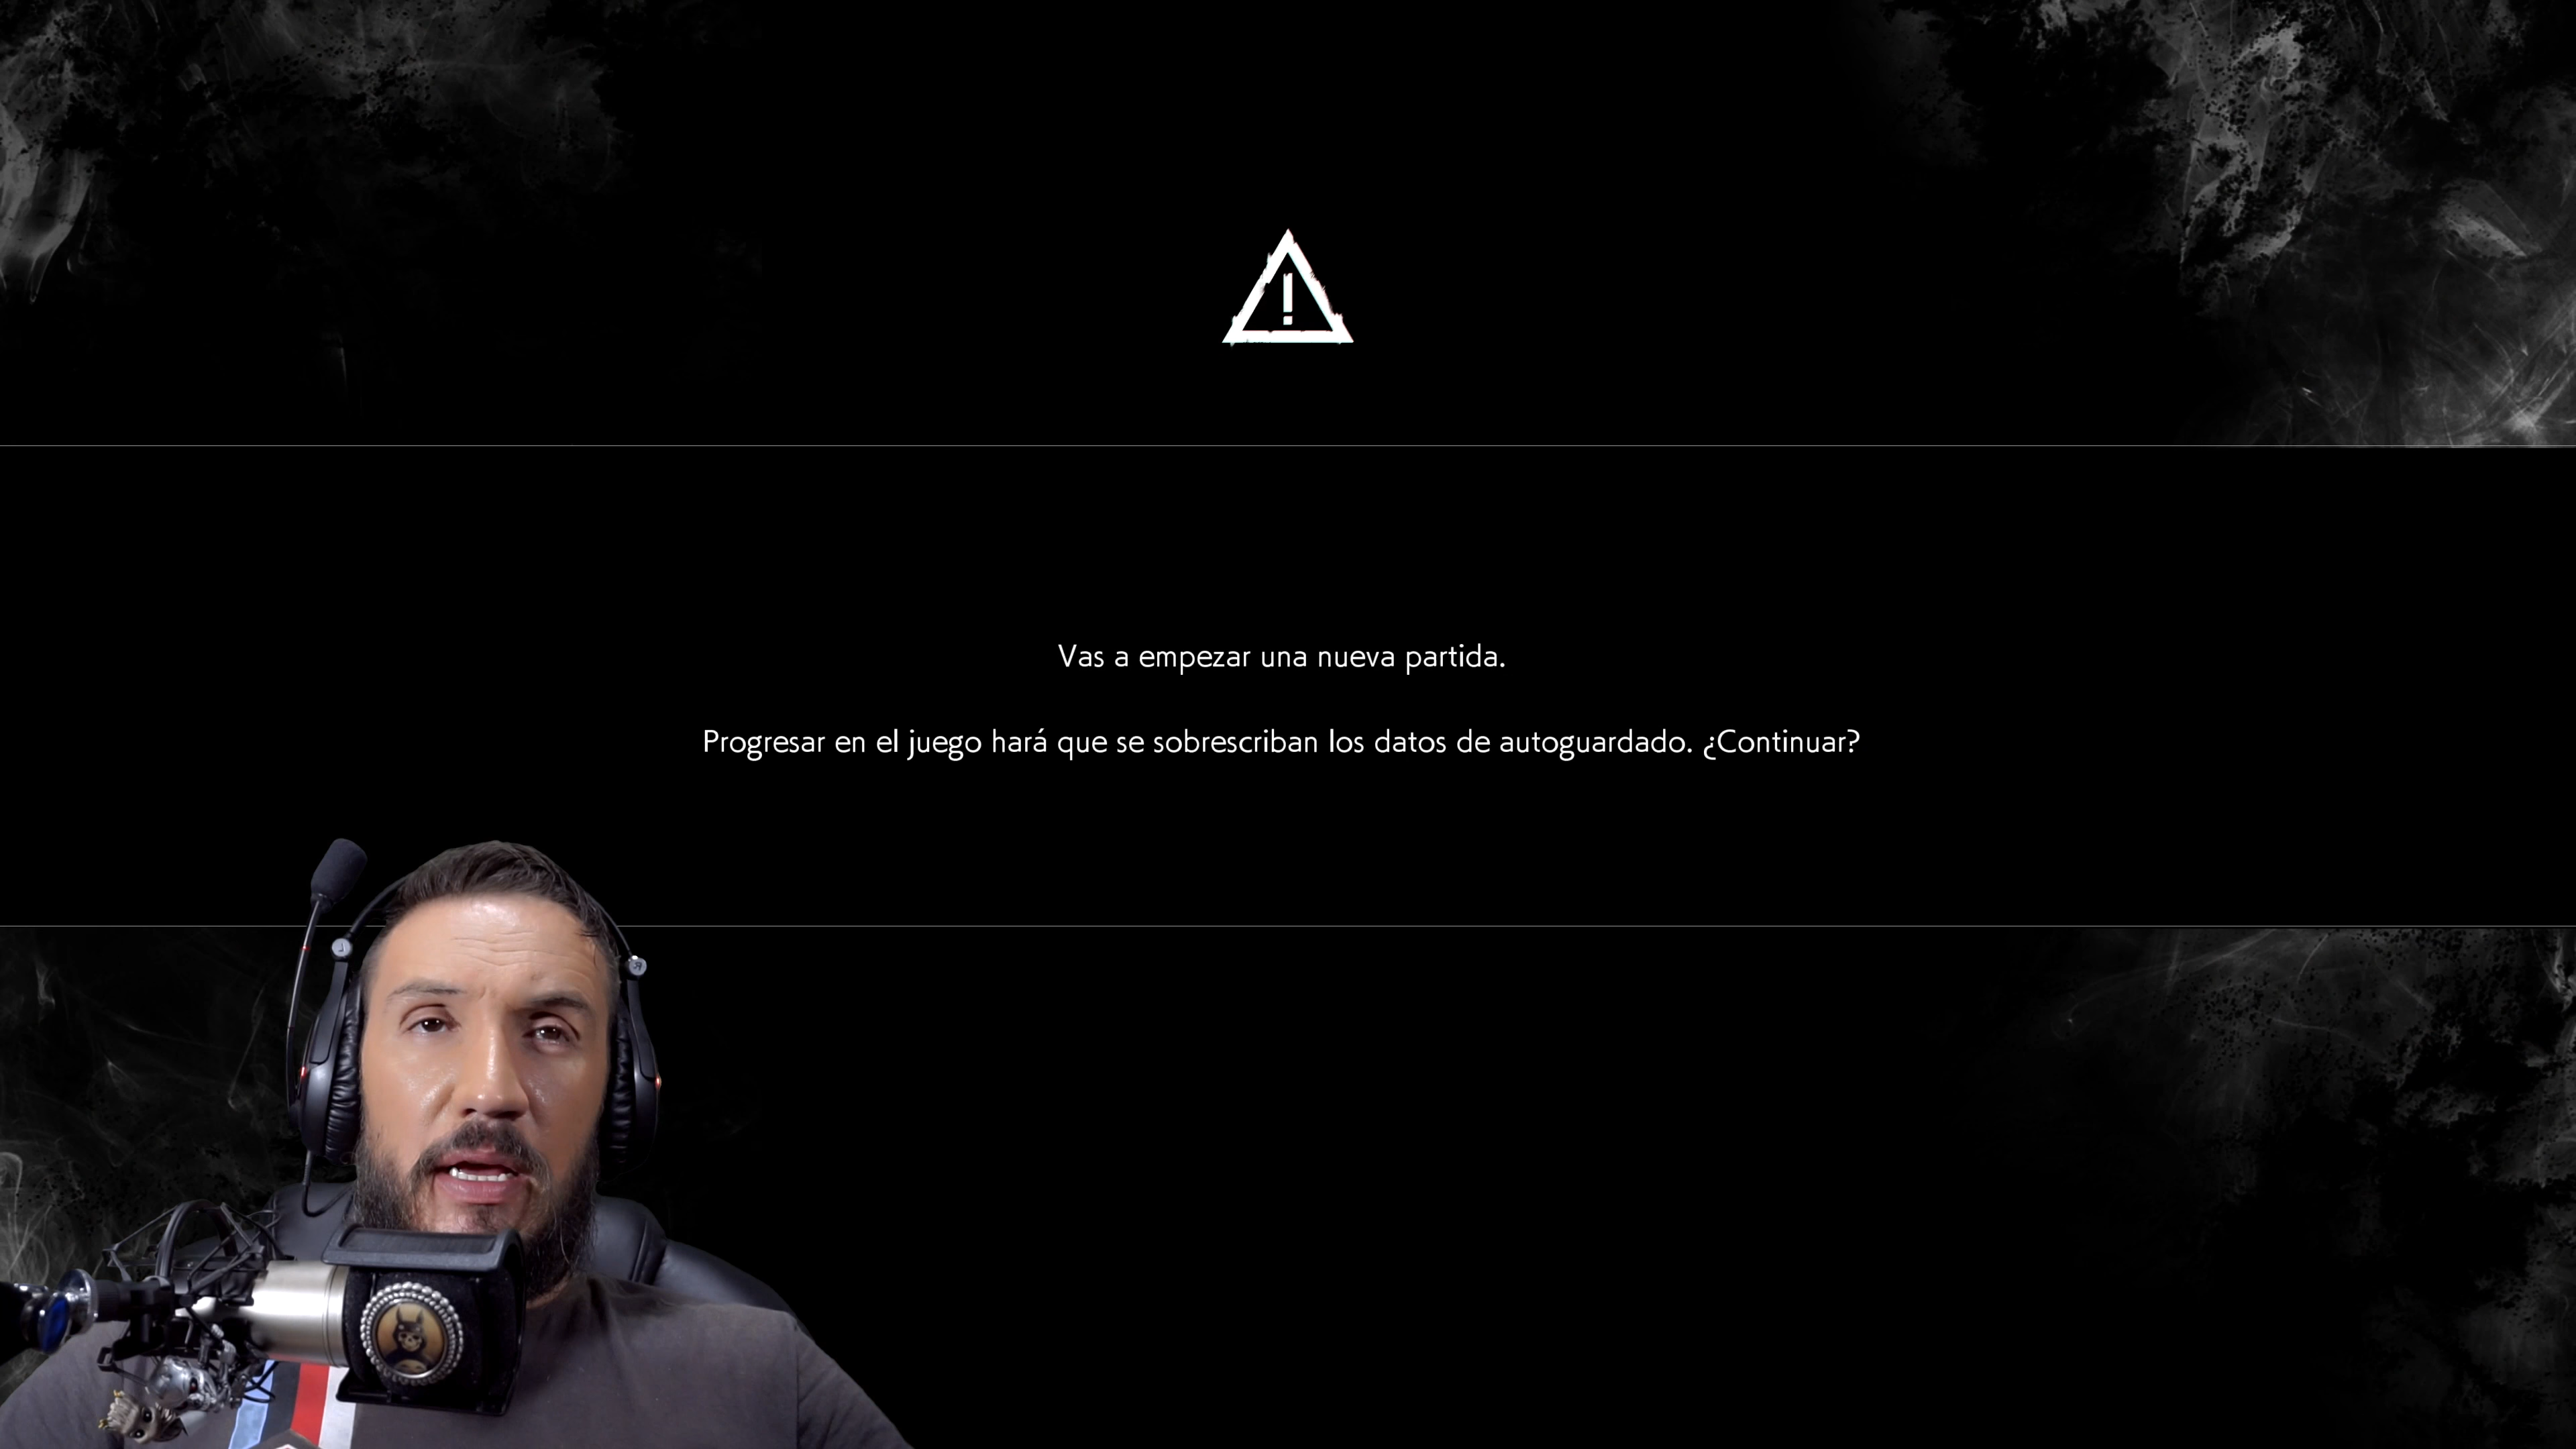 Vas a empezar una nueva partida.
Progresar en el juego hará que se sobrescriban los datos de autoguardado. ¿Continuar?